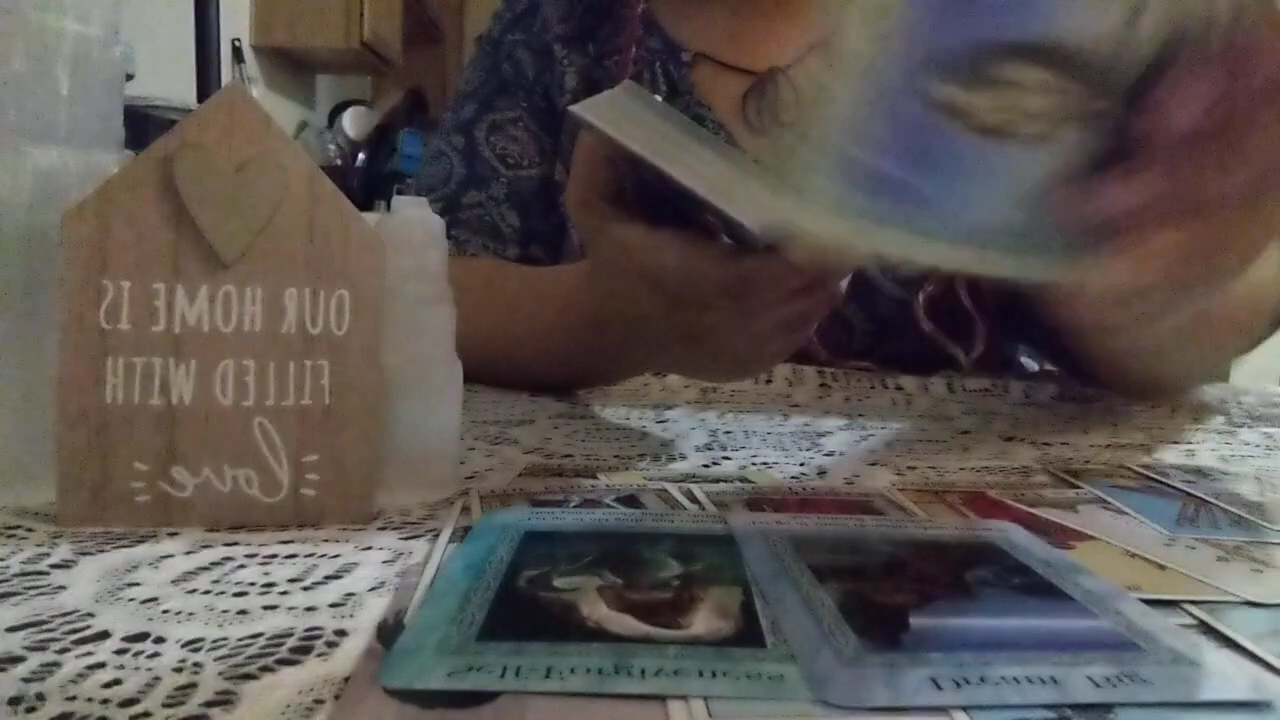 OUR HOME IS
FILLED WITH
love
Self-Forgiveness
Dream Big